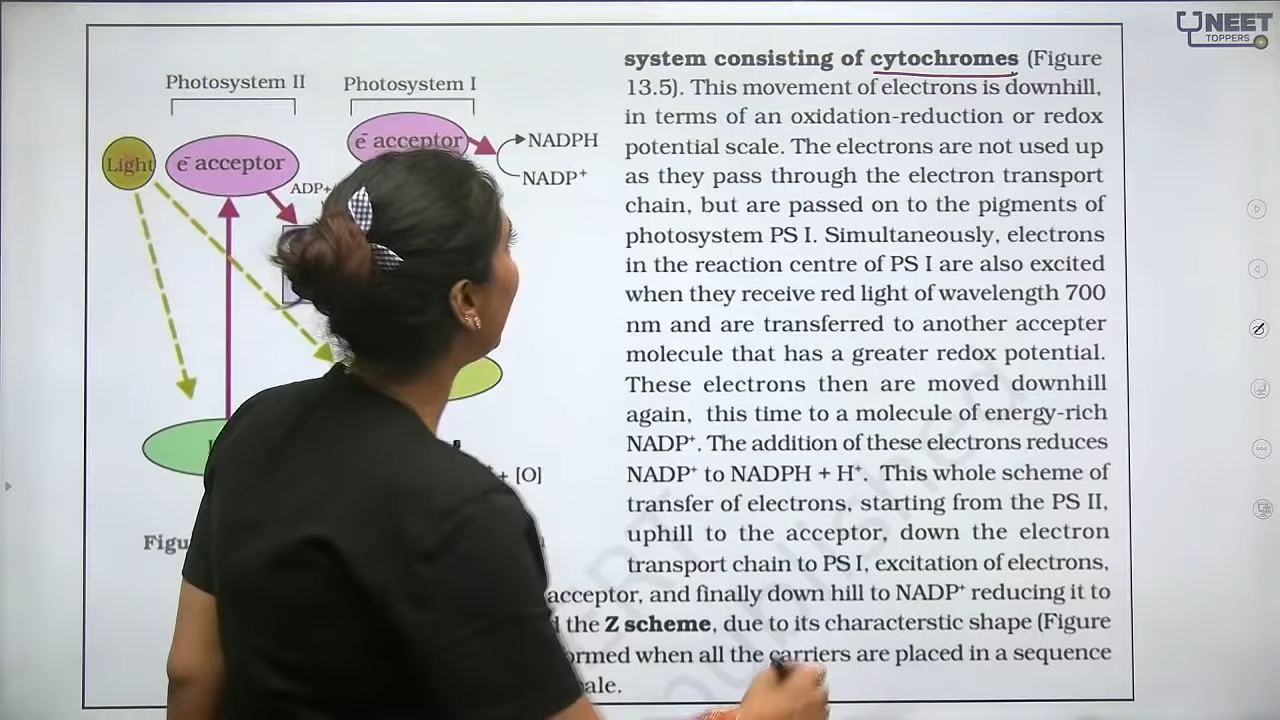 NEET
TOPPERS
Photosystem II
Photosystem I
e⁻ acceptor
NADPH
Light
e⁻ acceptor
NADP⁺
ADP+
+ [O]
system consisting of cytochromes (Figure
13.5). This movement of electrons is downhill,
in terms of an oxidation-reduction or redox
potential scale. The electrons are not used up
as they pass through the electron transport
chain, but are passed on to the pigments of
photosystem PS I. Simultaneously, electrons
in the reaction centre of PS I are also excited
when they receive red light of wavelength 700
nm and are transferred to another accepter
molecule that has a greater redox potential.
These electrons then are moved downhill
again, this time to a molecule of energy-rich
NADP⁺. The addition of these electrons reduces
NADP⁺ to NADPH + H⁺. This whole scheme of
transfer of electrons, starting from the PS II,
uphill to the acceptor, down the electron
transport chain to PS I, excitation of electrons,
acceptor, and finally down hill to NADP⁺ reducing it to
the Z scheme, due to its characterstic shape (Figure
when all the carriers are placed in a sequence